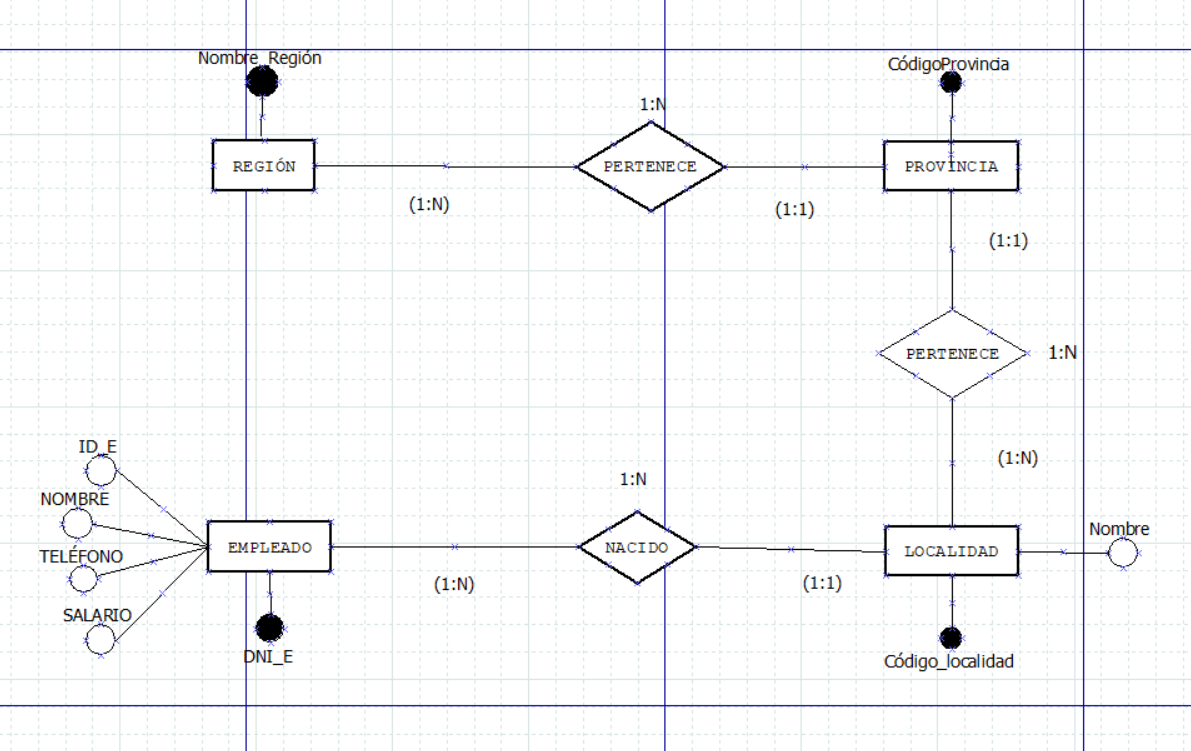 Nombre_Región
CódigoProvincia
1:N
REGIÓN
PERTENECE
PROVINCIA
(1:N)
(1:1)
(1:1)
PERTENECE
1:N
ID_E
(1:N)
1:N
NOMBRE
Nombre
EMPLEADO
NACIDO
LOCALIDAD
TELÉFONO
(1:N)
(1:1)
SALARIO
DNI_E
Código_localidad